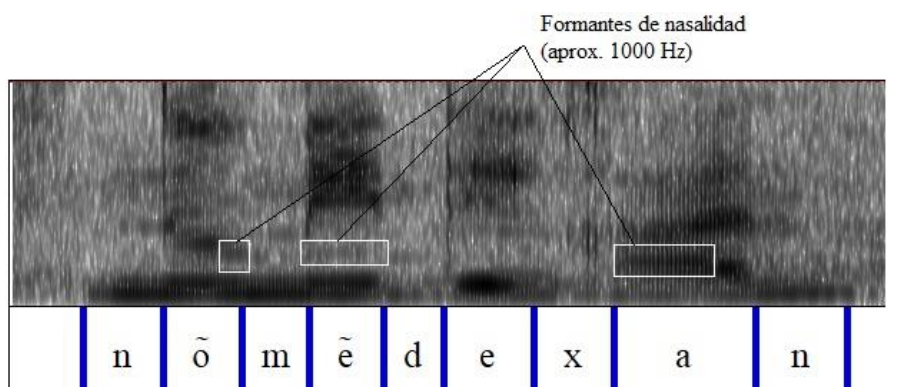 Formantes de nasalidad
(aprox. 1000 Hz)
n õ m ẽ d e x a n